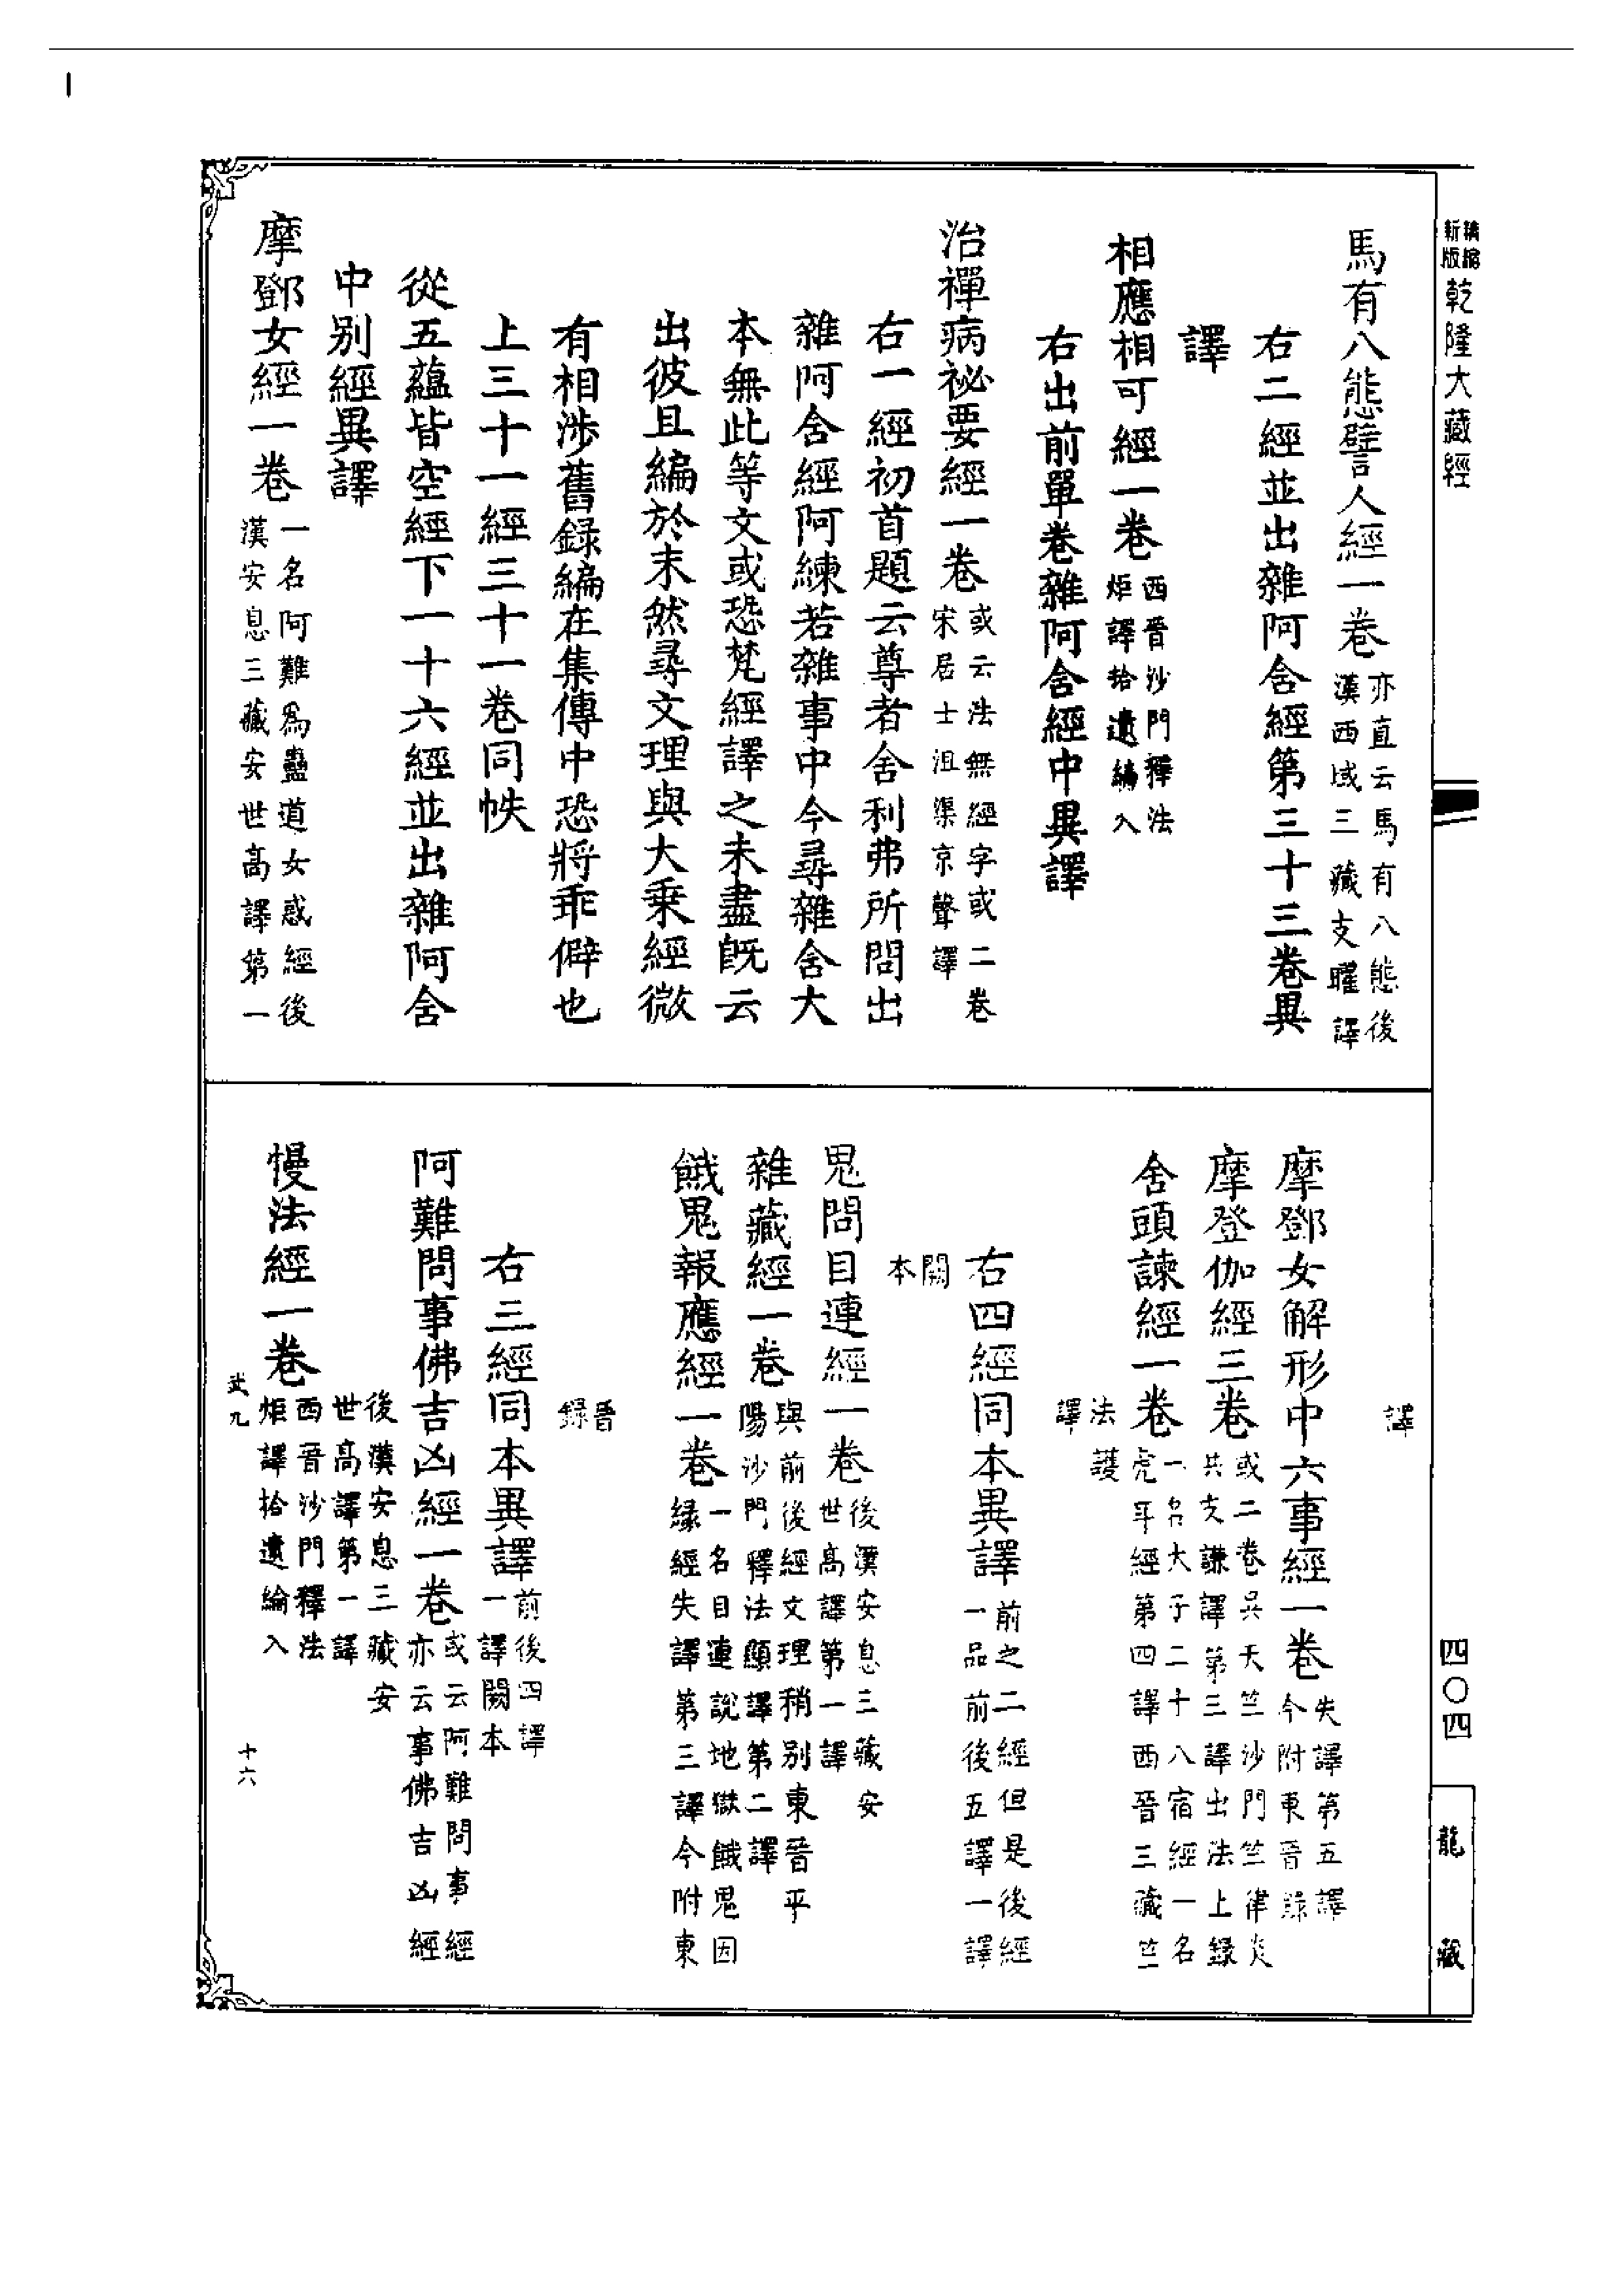 新版
精縮
乾隆大藏經
四〇四
龍藏
馬有八態譬人經一卷
亦直云馬有八態後
漢西域三藏支曜譯
右二經並出雜阿含經第三十三卷異
譯
相應相可經一卷
西晉沙門釋法
炬譯拾遺編入
右出前單卷雜阿含經中異譯
治禪病祕要經一卷
或云法無經字或二卷
宋居士沮渠京聲譯
右一經初首題云尊者舍利弗所問出
雜阿含經阿練若雜事中今尋雜含大
本無此等文或恐梵經譯之未盡既云
出彼且編於末然尋文理與大乘經微
有相涉舊錄編在集傳中恐將乖僻也
上三十一經三十一卷同帙
從五蘊皆空經下一十六經並出雜阿含
中別經異譯
摩鄧女經一卷
一名阿難為蠱道女惑經後
漢安息三藏安世高譯第一
譯
摩鄧女解形中六事經一卷
失譯第五譯
今附東晉錄
摩登伽經三卷
或二卷吳天竺沙門竺律炎
共支謙譯第三譯出法上錄
舍頭諫經一卷
一名大子二十八宿經一名
虎耳經第四譯西晉三藏竺
法護
譯
右四經同本異譯
前之二經但是後經
一品前後五譯一譯
闕
本
鬼問目連經一卷
後漢安息三藏安
世高譯第一譯
雜藏經一卷
與前後經文理稍別東晉平
陽沙門釋法顯譯第二譯
餓鬼報應經一卷
一名目連說地獄餓鬼因
緣經失譯第三譯今附東
晉
錄
右三經同本異譯
前後四譯
一譯闕本
阿難問事佛吉凶經一卷
或云阿難問事經
亦云事佛吉凶經
後漢安息三藏安
世高譯第一譯
慢法經一卷
西晉沙門釋法
炬譯拾遺編入
武九
十六